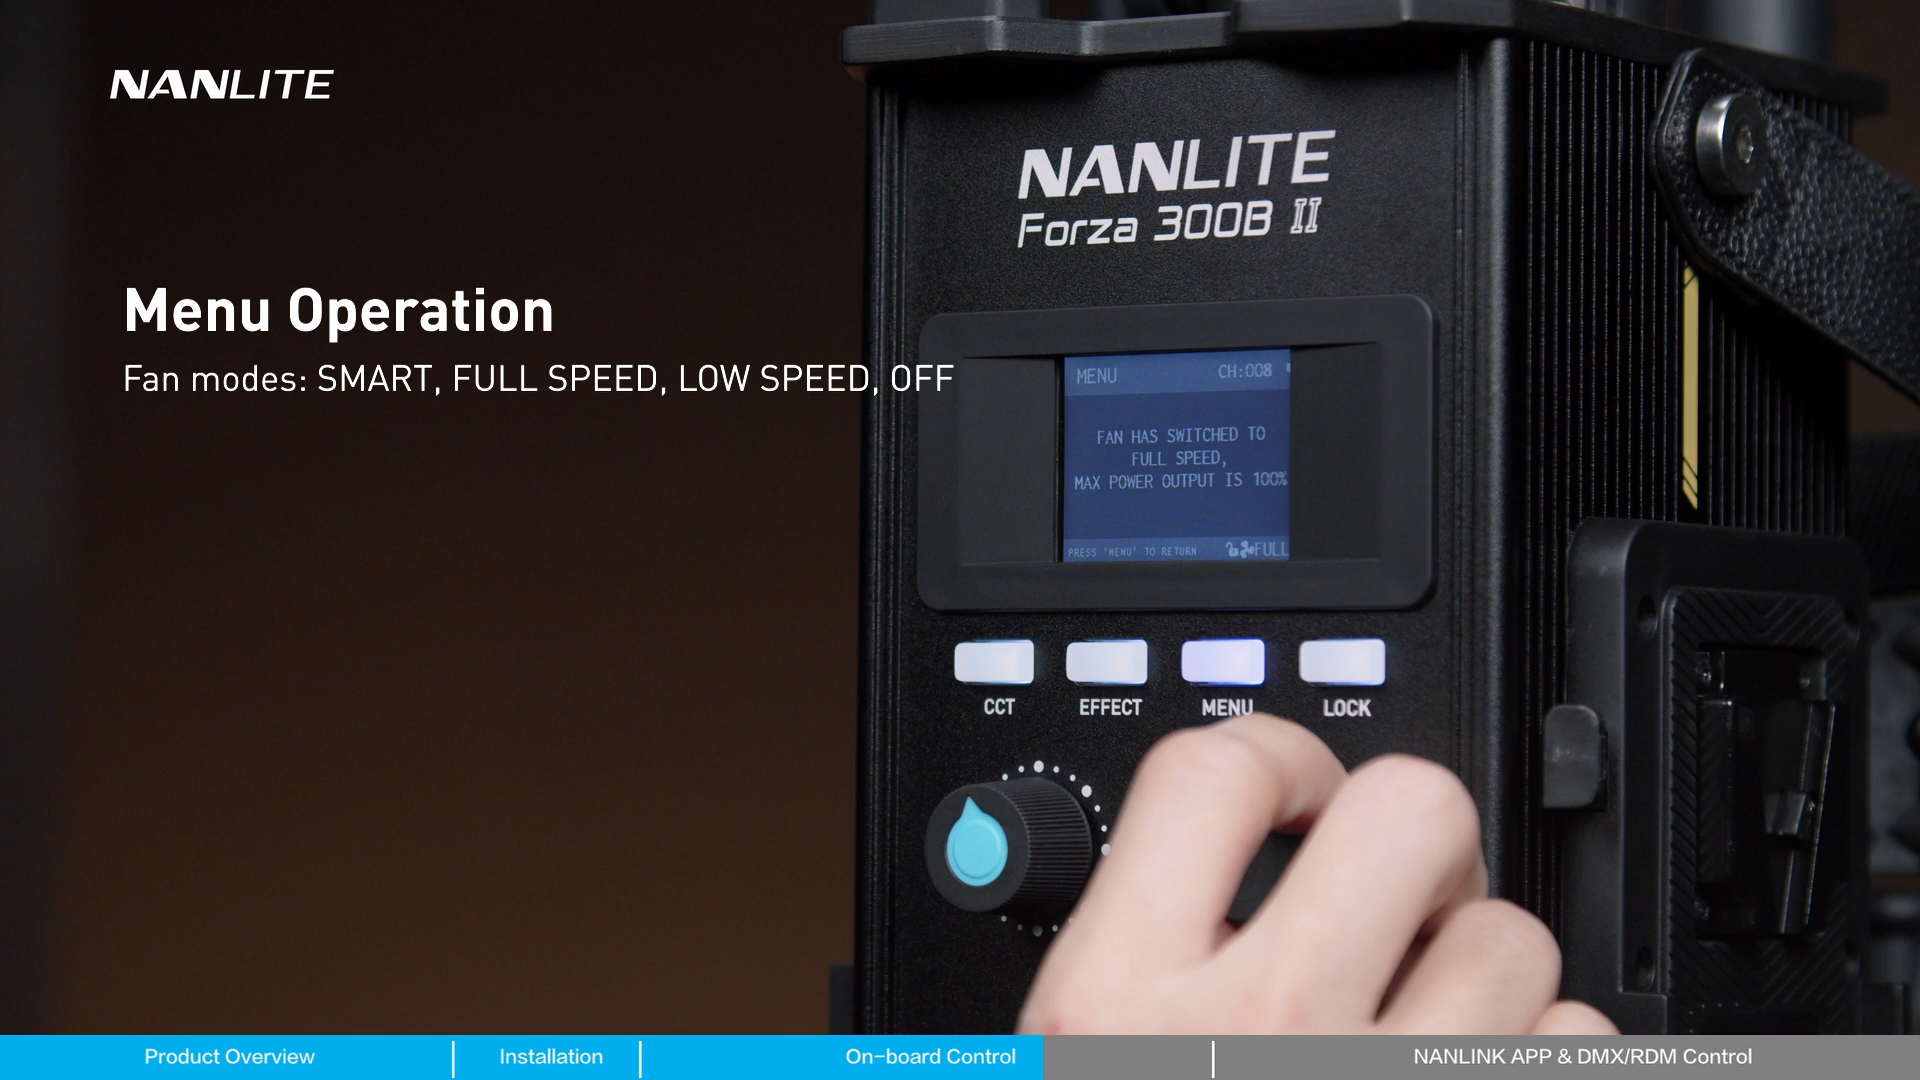 NANLITE
NANLITE
Forza 300B II
Menu Operation
Fan modes: SMART, FULL SPEED, LOW SPEED, OFF
MENU CH:008
FAN HAS SWITCHED TO
FULL SPEED,
MAX POWER OUTPUT IS 100%
PRESS 'MENU' TO RETURN FULL
CCT EFFECT MENU LOCK
Product Overview Installation On-board Control NANLINK APP & DMX/RDM Control